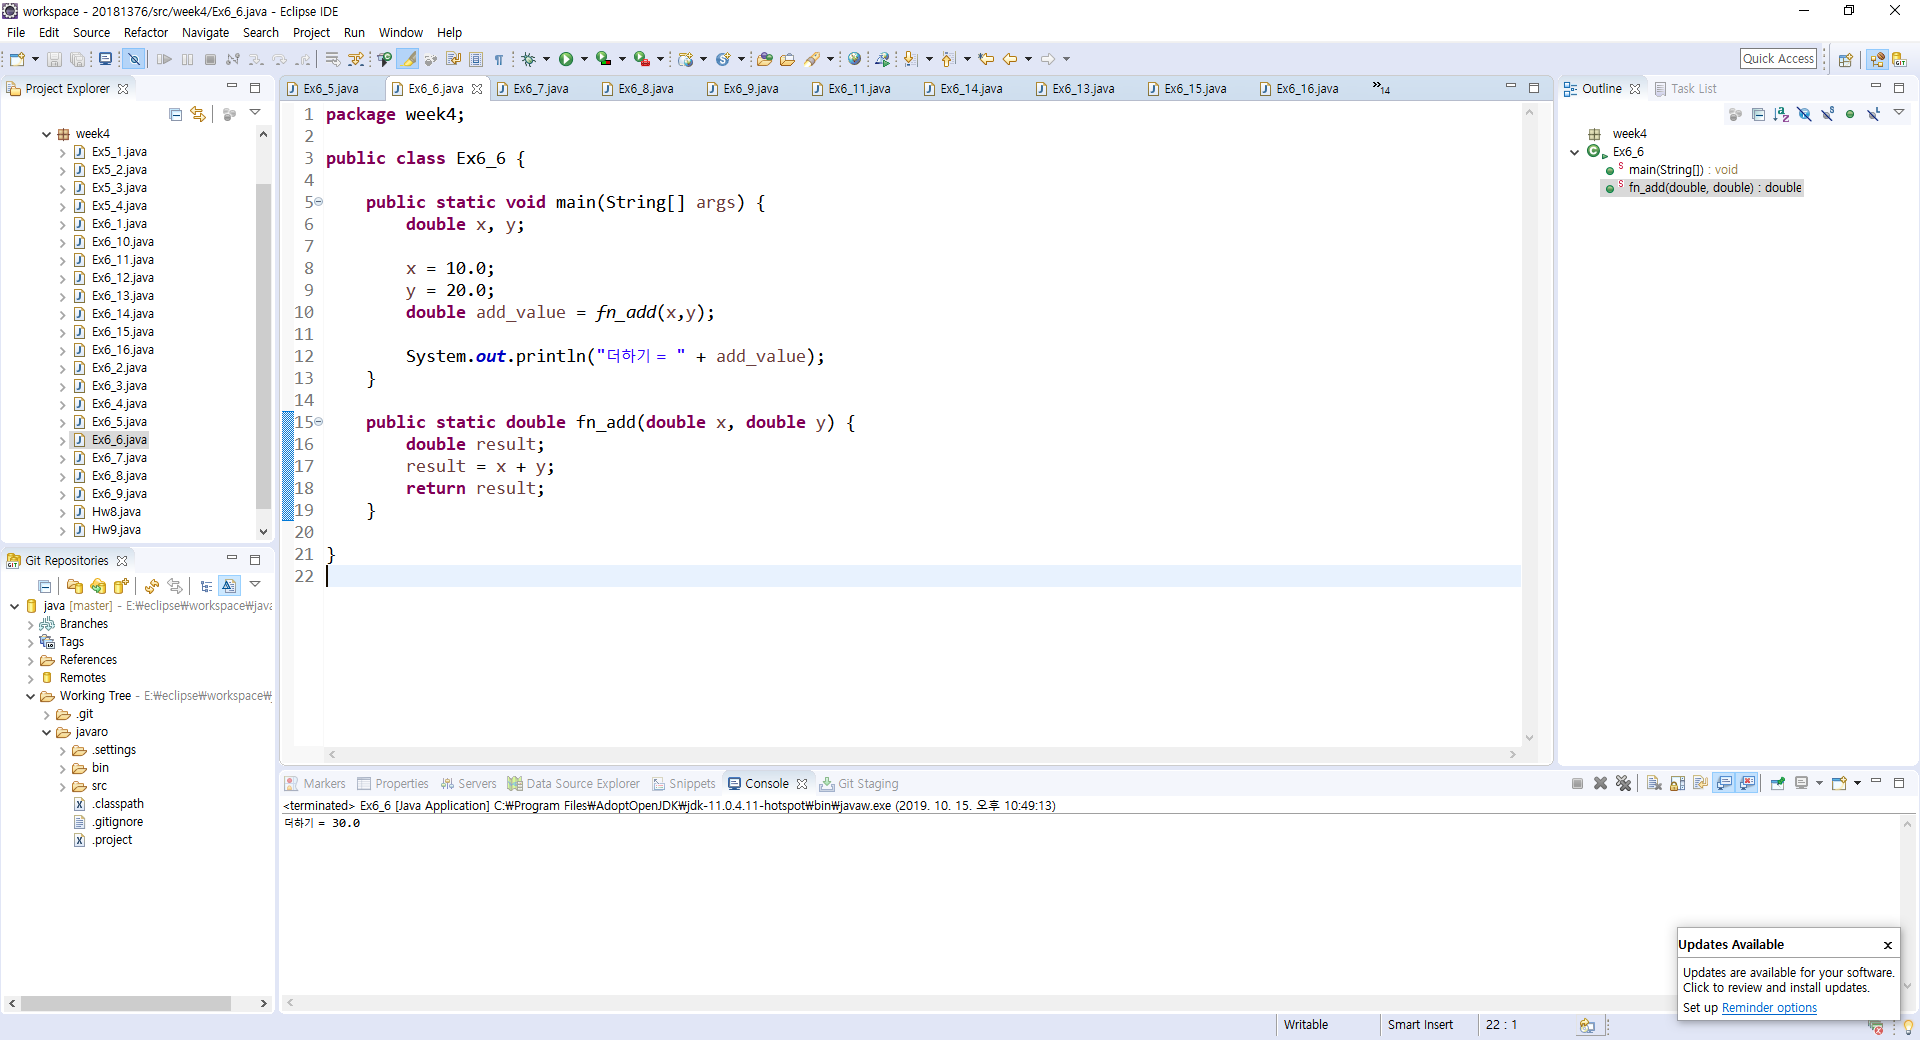 workspace - 20181376/src/week4/Ex6_6.java - Eclipse IDE
File Edit Source Refactor Navigate Search Project Run Window Help
Quick Access
Project Explorer
week4
Ex5_1.java
Ex5_2.java
Ex5_3.java
Ex5_4.java
Ex6_1.java
Ex6_10.java
Ex6_11.java
Ex6_12.java
Ex6_13.java
Ex6_14.java
Ex6_15.java
Ex6_16.java
Ex6_2.java
Ex6_3.java
Ex6_4.java
Ex6_5.java
Ex6_6.java
Ex6_7.java
Ex6_8.java
Ex6_9.java
Hw8.java
Hw9.java
Git Repositories
java [master] - E:₩eclipse₩workspace₩java
Branches
Tags
References
Remotes
Working Tree - E:₩eclipse₩workspace₩
.git
javaro
.settings
bin
src
.classpath
.gitignore
.project
Ex6_5.java Ex6_6.java Ex6_7.java Ex6_8.java Ex6_9.java Ex6_11.java Ex6_14.java Ex6_13.java Ex6_15.java Ex6_16.java »14
1 package week4;
2
3 public class Ex6_6 {
4
5 public static void main(String[] args) {
6 double x, y;
7
8 x = 10.0;
9 y = 20.0;
10 double add_value = fn_add(x,y);
11
12 System.out.println("더하기 = " + add_value);
13 }
14
15 public static double fn_add(double x, double y) {
16 double result;
17 result = x + y;
18 return result;
19 }
20
21 }
22
Outline Task List
week4
Ex6_6
main(String[]) : void
fn_add(double, double) : double
Markers Properties Servers Data Source Explorer Snippets Console Git Staging
<terminated> Ex6_6 [Java Application] C:₩Program Files₩AdoptOpenJDK₩jdk-11.0.4.11-hotspot₩bin₩javaw.exe (2019. 10. 15. 오후 10:49:13)
더하기 = 30.0
Updates Available
Updates are available for your software.
Click to review and install updates.
Set up Reminder options
Writable Smart Insert 22 : 1